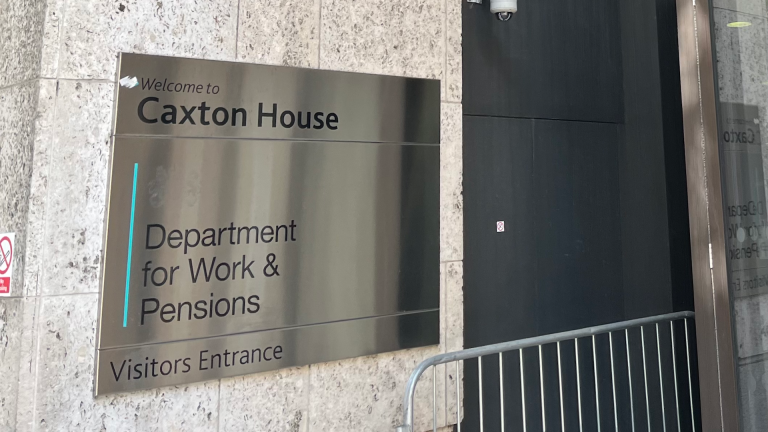 Welcome to
Caxton House
Department
for Work &
Pensions
Visitors Entrance